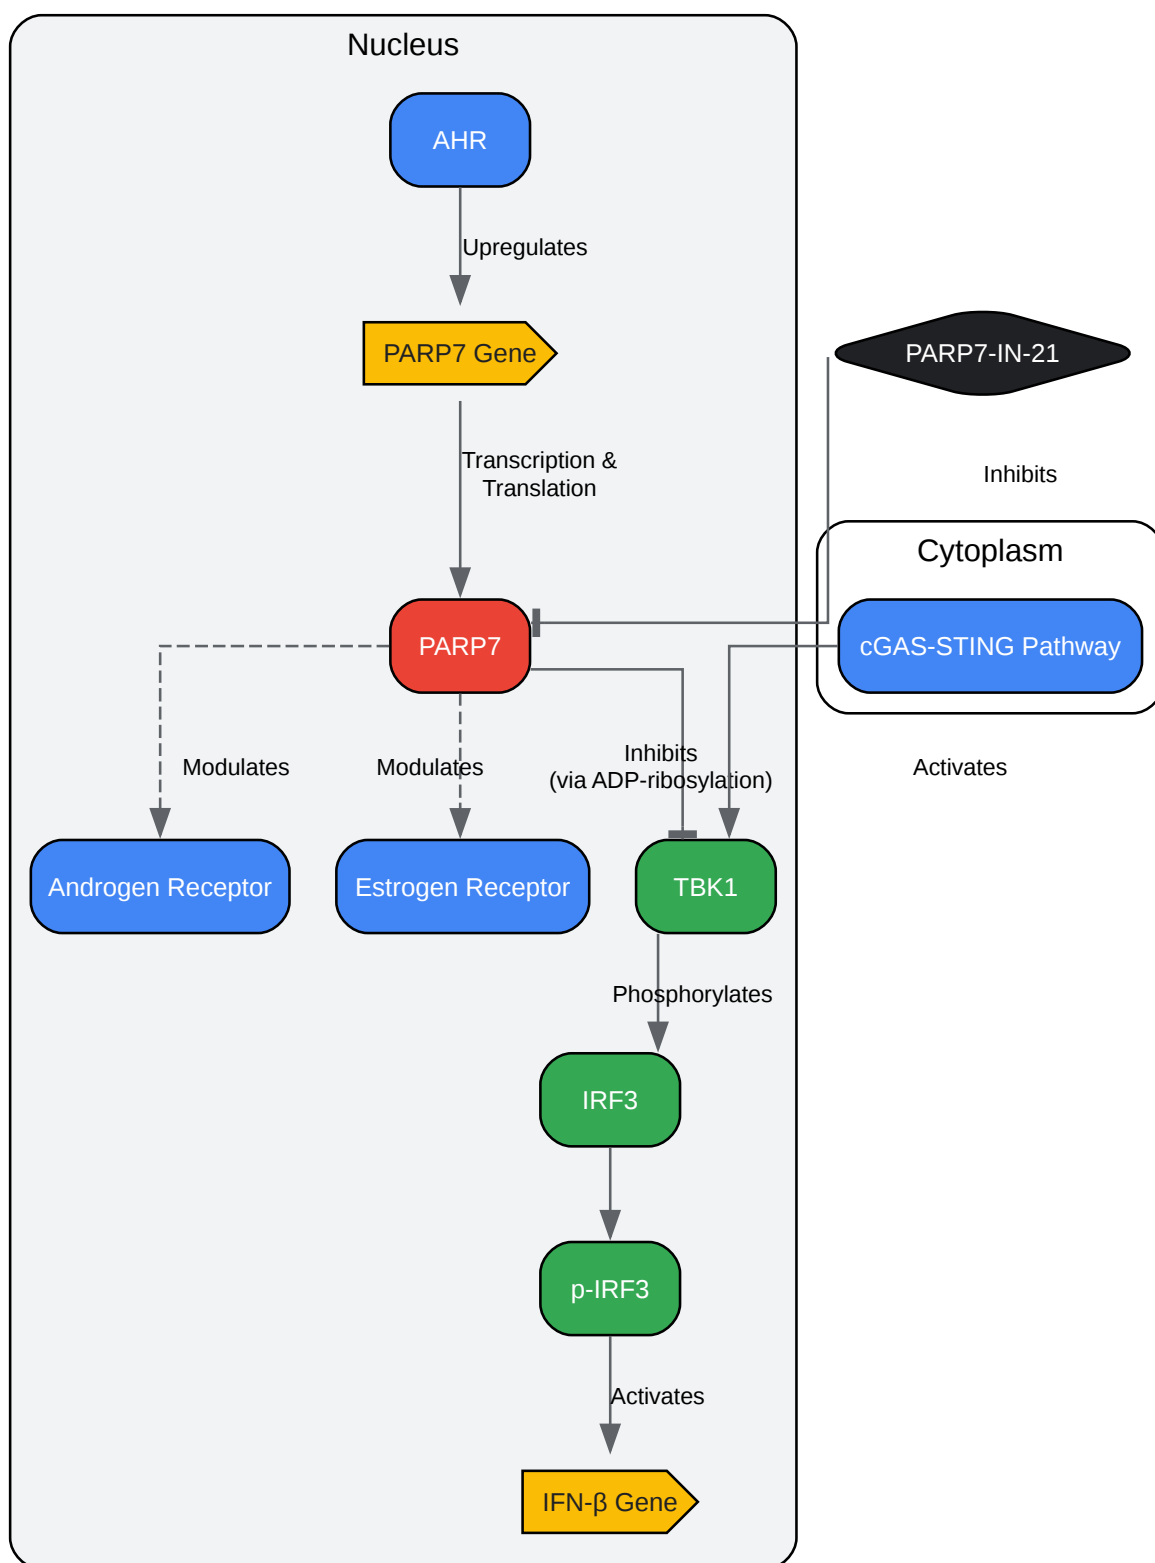 Nucleus
AHR
Upregulates
PARP7 Gene
PARP7-IN-21
Transcription &
Translation
Inhibits
Cytoplasm
PARP7
cGAS-STING Pathway
Modulates
Modulates
Inhibits
(via ADP-ribosylation)
Activates
Androgen Receptor
Estrogen Receptor
TBK1
Phosphorylates
IRF3
p-IRF3
Activates
IFN-β Gene